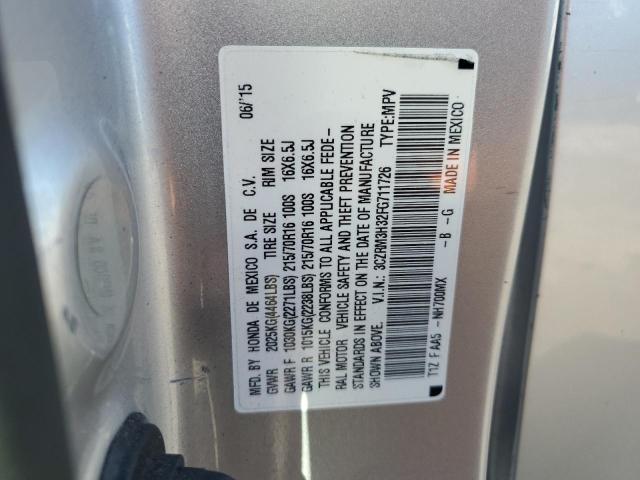 MFD. BY HONDA DE MEXICO S.A. DE C.V. 06/'15
GVWR 2025KG(4464LBS) TIRE SIZE RIM SIZE
GAWR F 1030KG(2271LBS) 215/70R16 100S 16X6.5J
GAWR R 1015KG(2238LBS) 215/70R16 100S 16X6.5J
THIS VEHICLE CONFORMS TO ALL APPLICABLE FEDE-
RAL MOTOR VEHICLE SAFETY AND THEFT PREVENTION
STANDARDS IN EFFECT ON THE DATE OF MANUFACTURE
SHOWN ABOVE. V.I.N.: 3CZRM3H32FG711726 TYPE:MPV
T1Z F AA5 -NH700MX -B -G MADE IN MEXICO